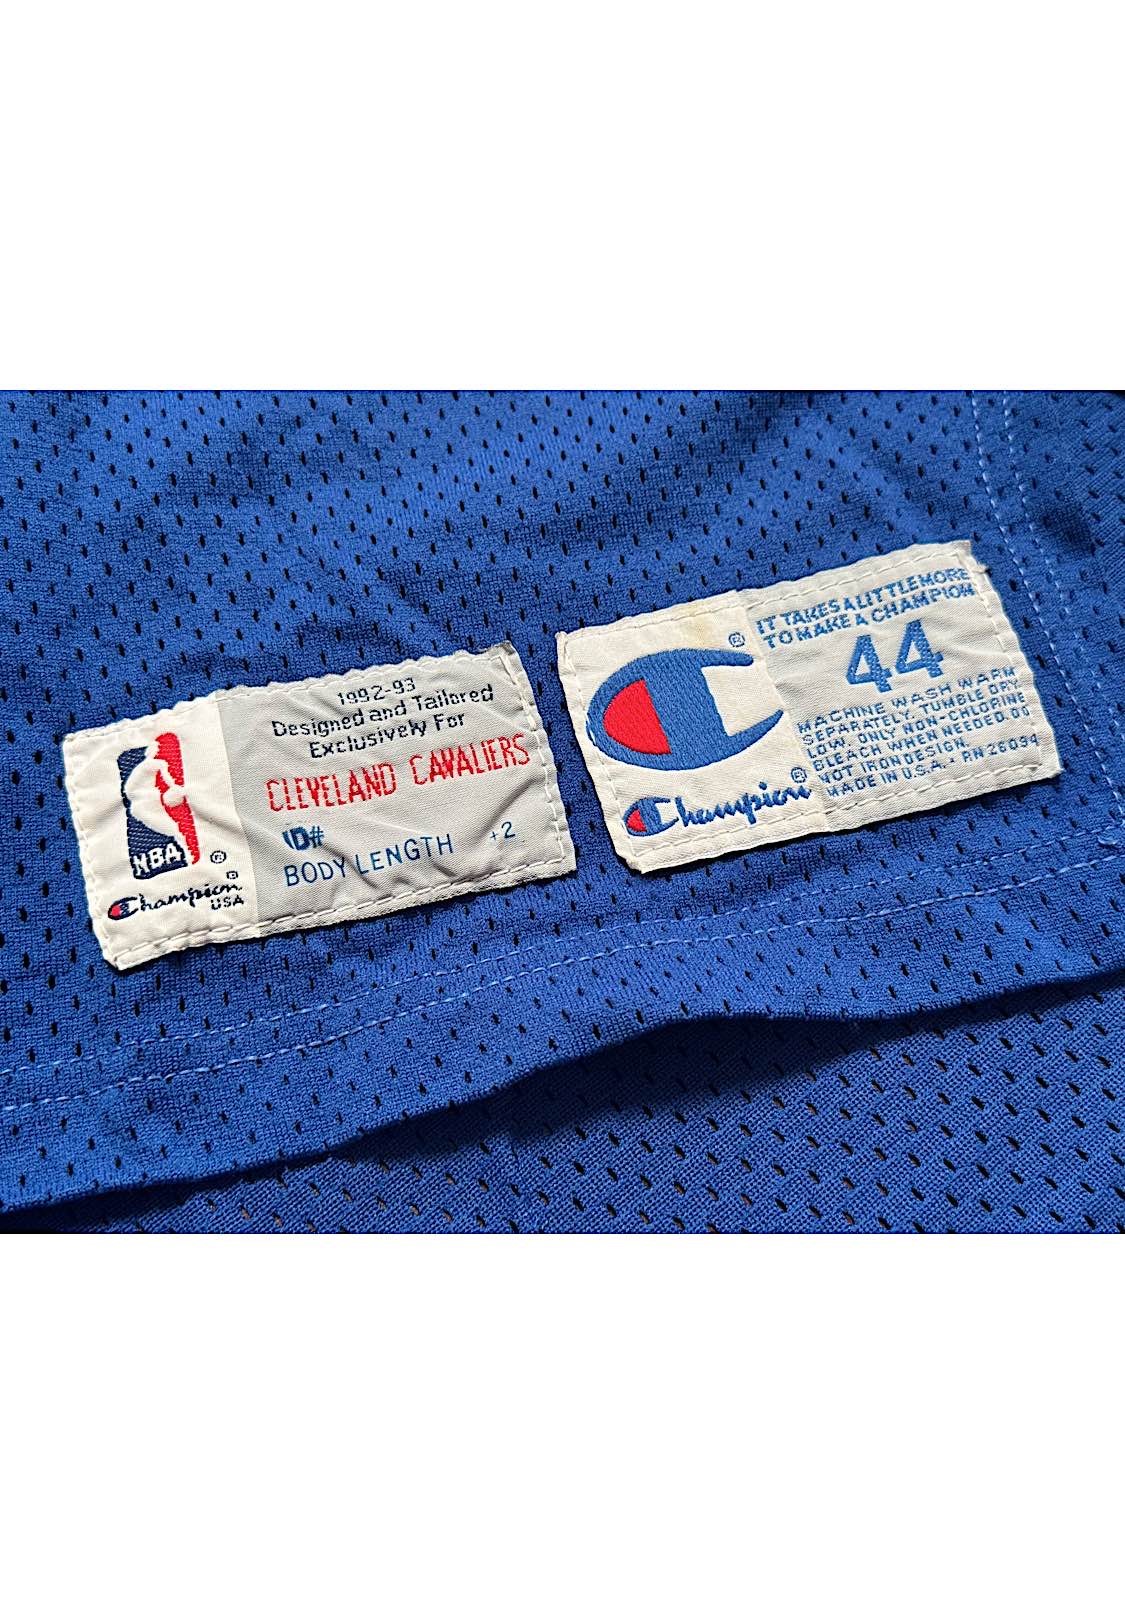 1992-93
Designed and Tailored
Exclusively For
CLEVELAND CAVALIERS
ID#
BODY LENGTH +2
NBA ®
Champion ®
USA
IT TAKES A LITTLE MORE
TO MAKE A CHAMPION
®
44
MACHINE WASH WARM
SEPARATELY, TUMBLE DRY
LOW, ONLY NON-CHLORINE
BLEACH WHEN NEEDED. DO
NOT IRON DESIGN.
MADE IN U.S.A. • RN 26094
Champion ®